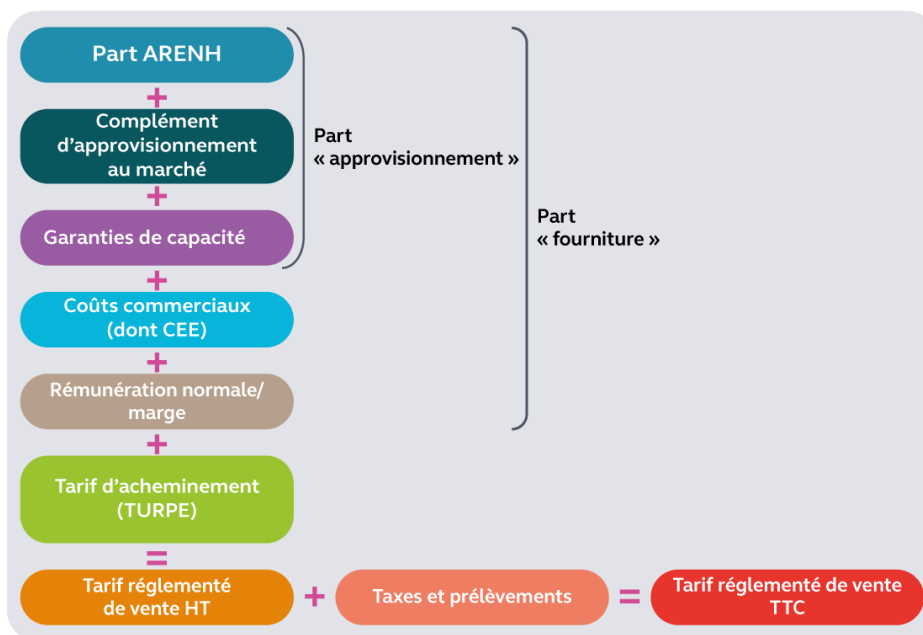 Part ARENH
+
Complément
d'approvisionnement
au marché
+
Garanties de capacité
+
Coûts commerciaux
(dont CEE)
+
Rémunération normale/
marge
+
Tarif d'acheminement
(TURPE)
=
Tarif réglementé
de vente HT
+
Taxes et prélèvements
=
Tarif réglementé de vente
TTC
Part
« approvisionnement »
Part
« fourniture »